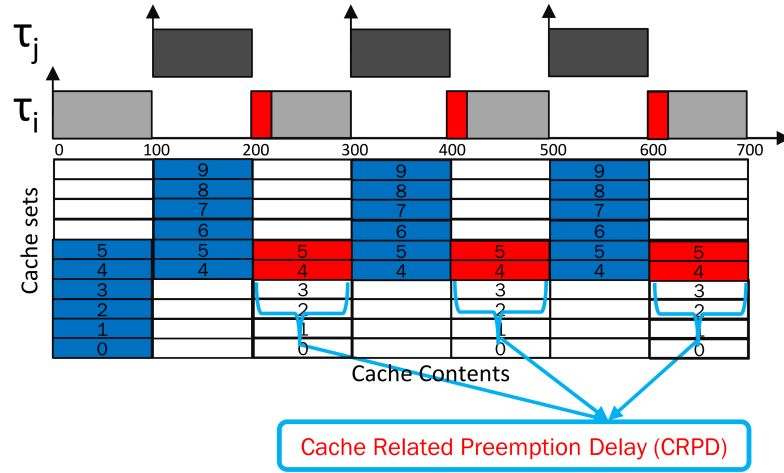 τj
τi
0 100 200 300 400 500 600 700
Cache sets
9 9 9
8 8 8
7 7 7
6 6 6
5 5 5 5 5 5 5
4 4 4 4 4 4 4
3 3 3 3
2 2 2 2
1 1 1 1
0 0 0 0
Cache Contents
Cache Related Preemption Delay (CRPD)